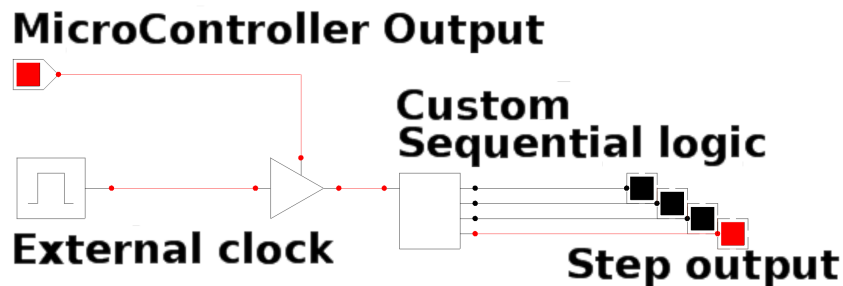 MicroController Output
Custom
Sequential logic
External clock
Step output